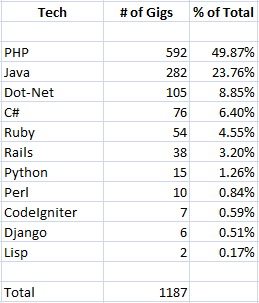 Tech # of Gigs % of Total
PHP 592 49.87%
Java 282 23.76%
Dot-Net 105 8.85%
C# 76 6.40%
Ruby 54 4.55%
Rails 38 3.20%
Python 15 1.26%
Perl 10 0.84%
CodeIgniter 7 0.59%
Django 6 0.51%
Lisp 2 0.17%
Total 1187